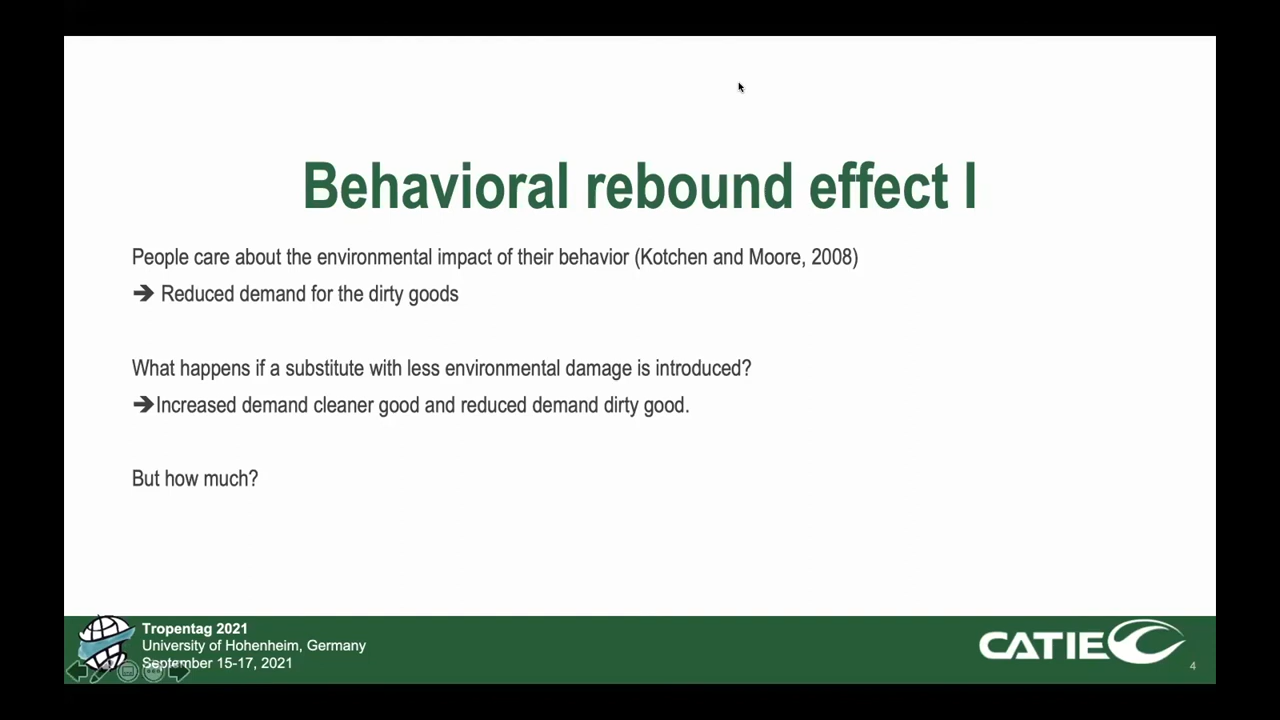 Behavioral rebound effect I
People care about the environmental impact of their behavior (Kotchen and Moore, 2008)
➔ Reduced demand for the dirty goods
What happens if a substitute with less environmental damage is introduced?
➔Increased demand cleaner good and reduced demand dirty good.
But how much?
Tropentag 2021
University of Hohenheim, Germany
September 15-17, 2021
CATIE
4